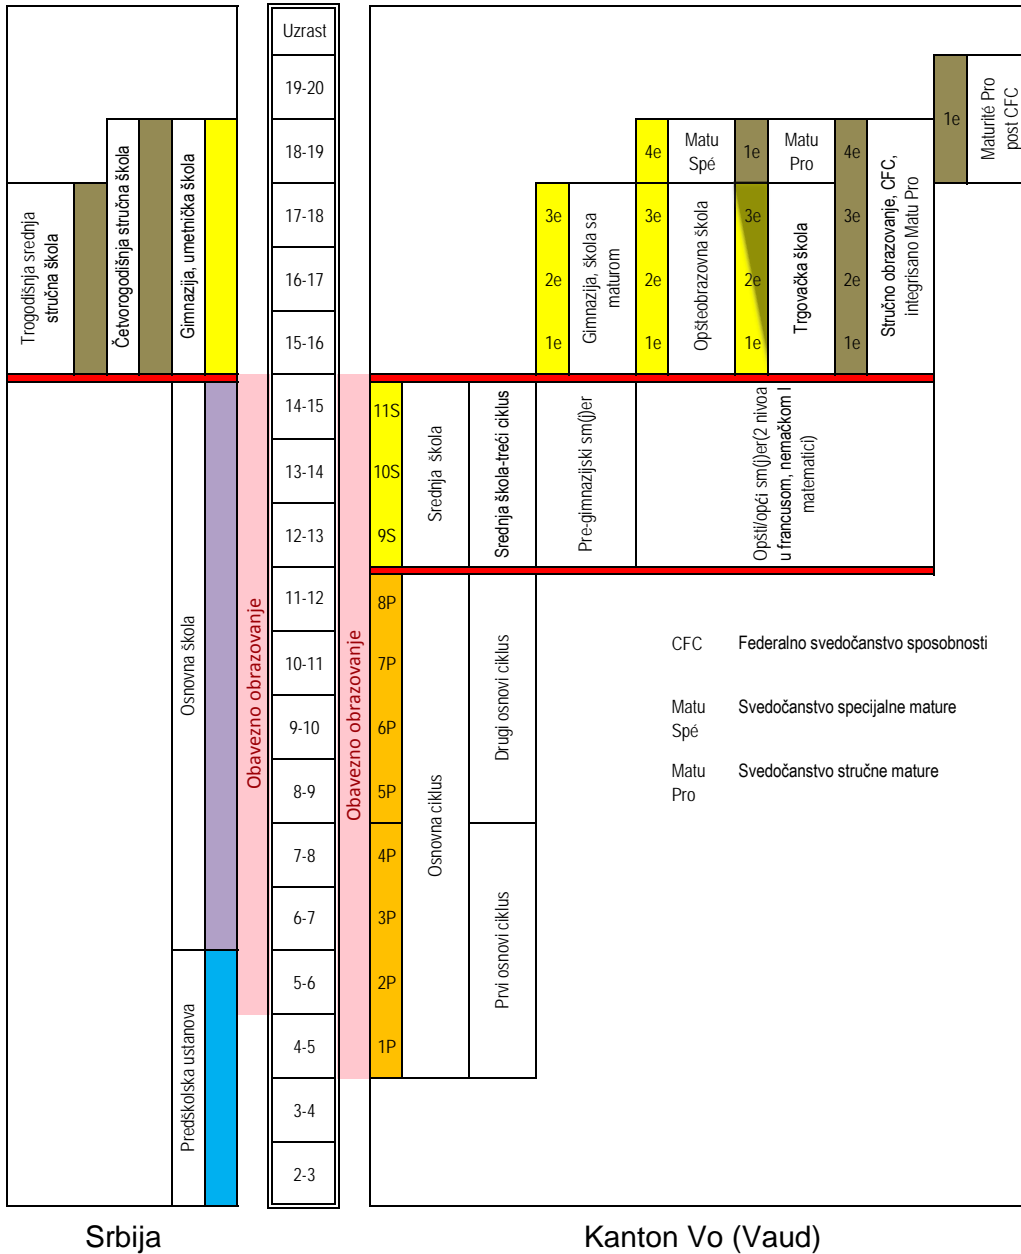 Trogodišnja srednja
stručna škola
Četvorogodišnja stručna škola
Gimnazija, umetnička škola
Osnovna škola
Predškolska ustanova
Obavezno obrazovanje
Uzrast
19-20
18-19
17-18
16-17
15-16
14-15
13-14
12-13
11-12
10-11
9-10
8-9
7-8
6-7
5-6
4-5
3-4
2-3
Obavezno obrazovanje
11S
10S
9S
8P
7P
6P
5P
4P
3P
2P
1P
Srednja škola
Osnovna ciklus
Srednja škola-treći ciklus
Drugi osnovi ciklus
Prvi osnovi ciklus
3e
2e
1e
Gimnazija, škola sa
maturom
Pre-gimnazijski sm(j)er
4e
3e
2e
1e
Matu
Spé
Opšteobrazovna škola
1e
3e
2e
1e
Matu
Pro
Trgovačka škola
4e
3e
2e
1e
Stručno obrazovanje, CFC,
integrisano Matu Pro
1e
Maturité Pro
post CFC
Opšti/opći sm(j)er(2 nivoa
u francusom, nemačkom I
matematici)
CFC Federalno svedočanstvo sposobnosti
Matu Svedočanstvo specijalne mature
Spé
Matu Svedočanstvo stručne mature
Pro
Srbija
Kanton Vo (Vaud)